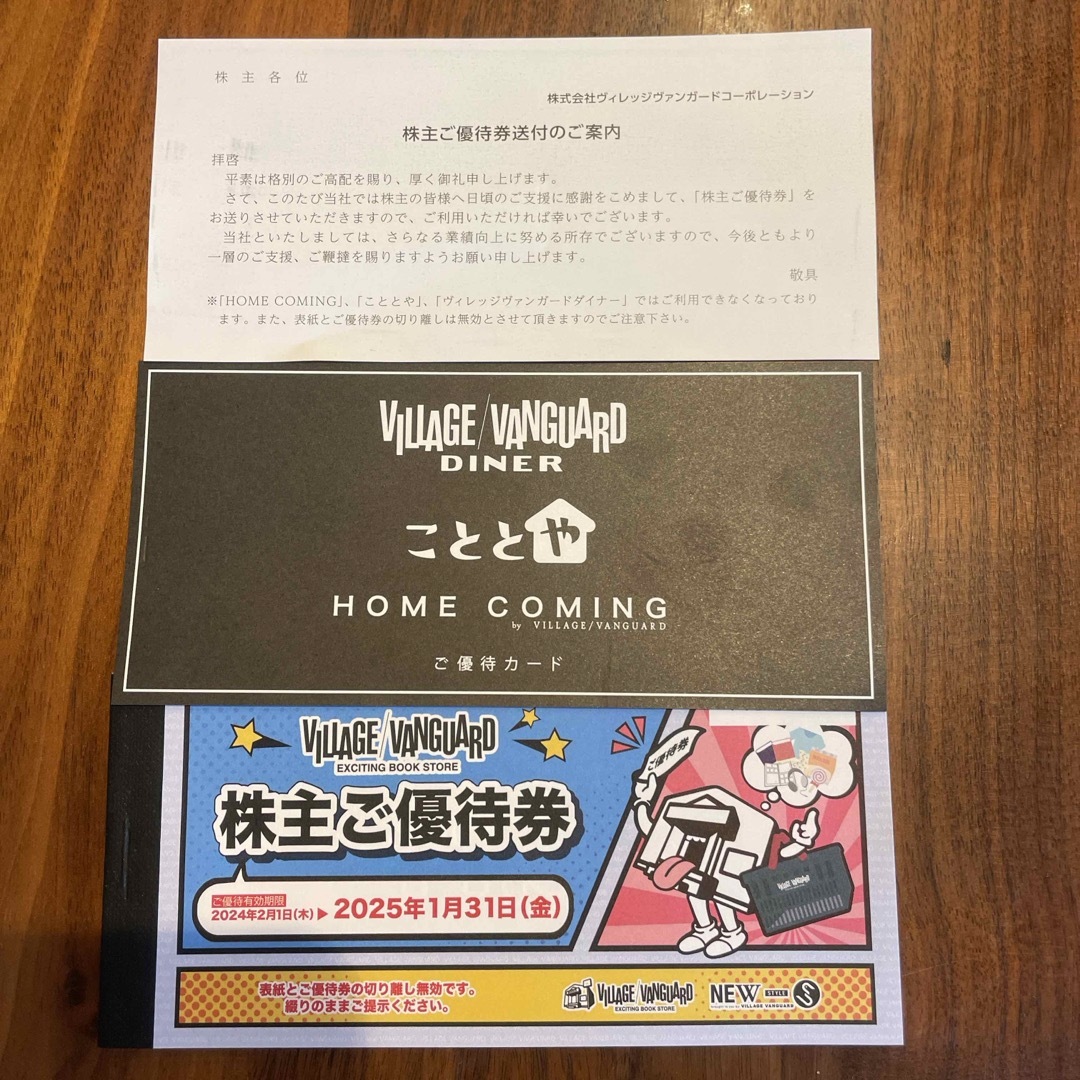 株主各位
株式会社ヴィレッジヴァンガードコーポレーション
株主ご優待券送付のご案内
拝啓
平素は格別のご高配を賜り、厚く御礼申し上げます。
さて、このたび当社では株主の皆様へ日頃のご支援に感謝をこめまして、「株主ご優待券」を
お送りさせていただきますので、ご利用いただければ幸いでございます。
当社といたしましては、さらなる業績向上に努める所存でございますので、今後ともより
一層のご支援、ご鞭撻を賜りますようお願い申し上げます。
敬具
※「HOME COMING」、「こととや」、「ヴィレッジヴァンガードダイナー」ではご利用できなくなっており
ます。また、表紙とご優待券の切り離しは無効とさせて頂きますのでご注意下さい。
VILLAGE/VANGUARD
DINER
こととや
HOME COMING
by VILLAGE/VANGUARD
ご優待カード
VILLAGE/VANGUARD
EXCITING BOOK STORE
ご優待券
株主ご優待券
VILLAGE/VANGUARD
ご優待有効期限
2024年2月1日(木)▶2025年1月31日(金)
表紙とご優待券の切り離し無効です。
綴りのままご提示ください。
VILLAGE/VANGUARD
EXCITING BOOK STORE
NEW STYLE S
VILLAGE VANGUARD